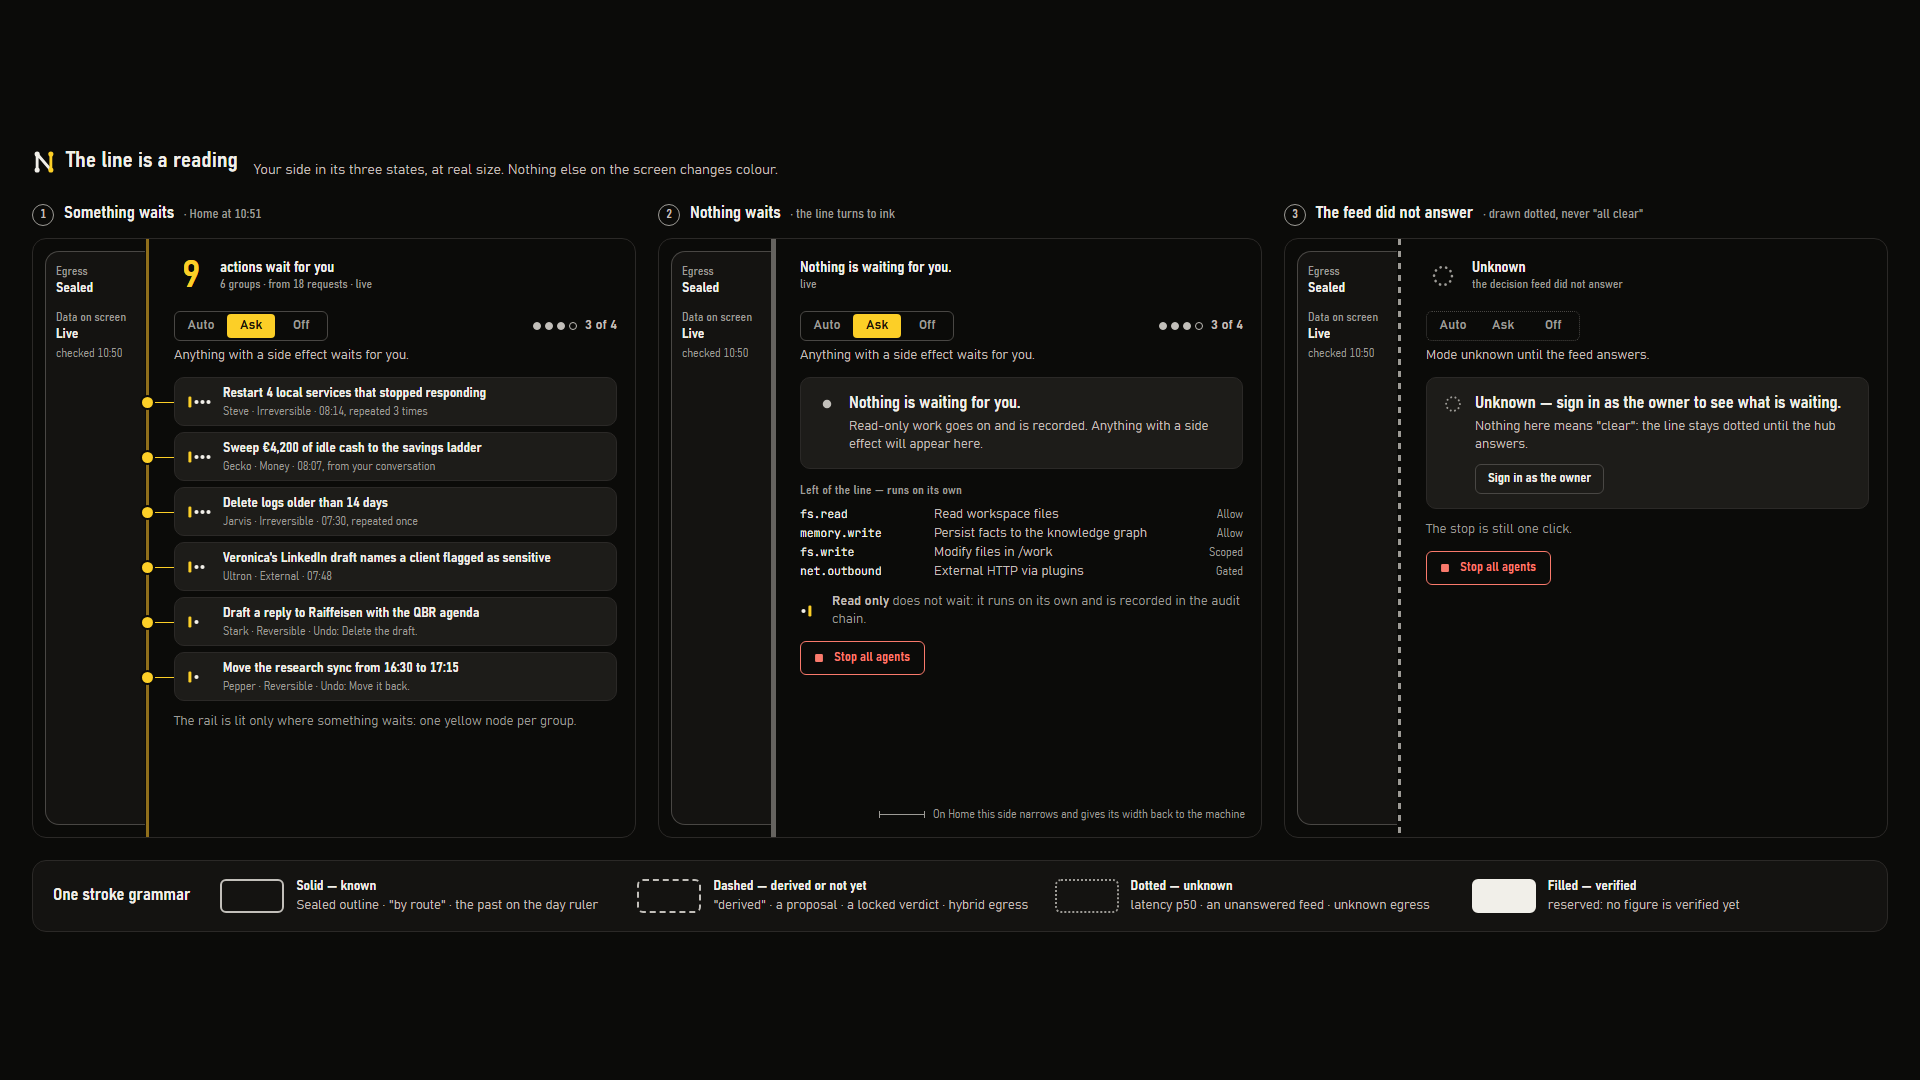 The line is a reading
Your side in its three states, at real size. Nothing else on the screen changes colour.
1 Something waits · Home at 10:51
Egress
Sealed
Data on screen
Live
checked 10:50
9 actions wait for you
6 groups · from 18 requests · live
Auto Ask Off
3 of 4
Anything with a side effect waits for you.
Restart 4 local services that stopped responding
Steve · Irreversible · 08:14, repeated 3 times
Sweep €4,200 of idle cash to the savings ladder
Gecko · Money · 08:07, from your conversation
Delete logs older than 14 days
Jarvis · Irreversible · 07:30, repeated once
Veronica's LinkedIn draft names a client flagged as sensitive
Ultron · External · 07:48
Draft a reply to Raiffeisen with the QBR agenda
Stark · Reversible · Undo: Delete the draft.
Move the research sync from 16:30 to 17:15
Pepper · Reversible · Undo: Move it back.
The rail is lit only where something waits: one yellow node per group.
2 Nothing waits · the line turns to ink
Egress
Sealed
Data on screen
Live
checked 10:50
Nothing is waiting for you.
live
Auto Ask Off
3 of 4
Anything with a side effect waits for you.
Nothing is waiting for you.
Read-only work goes on and is recorded. Anything with a side
effect will appear here.
Left of the line — runs on its own
fs.read Read workspace files Allow
memory.write Persist facts to the knowledge graph Allow
fs.write Modify files in /work Scoped
net.outbound External HTTP via plugins Gated
Read only does not wait: it runs on its own and is recorded in the audit
chain.
Stop all agents
On Home this side narrows and gives its width back to the machine
3 The feed did not answer · drawn dotted, never "all clear"
Egress
Sealed
Data on screen
Live
checked 10:50
Unknown
the decision feed did not answer
Auto Ask Off
Mode unknown until the feed answers.
Unknown — sign in as the owner to see what is waiting.
Nothing here means "clear": the line stays dotted until the hub
answers.
Sign in as the owner
The stop is still one click.
Stop all agents
One stroke grammar
Solid — known
Sealed outline · "by route" · the past on the day ruler
Dashed — derived or not yet
"derived" · a proposal · a locked verdict · hybrid egress
Dotted — unknown
latency p50 · an unanswered feed · unknown egress
Filled — verified
reserved: no figure is verified yet